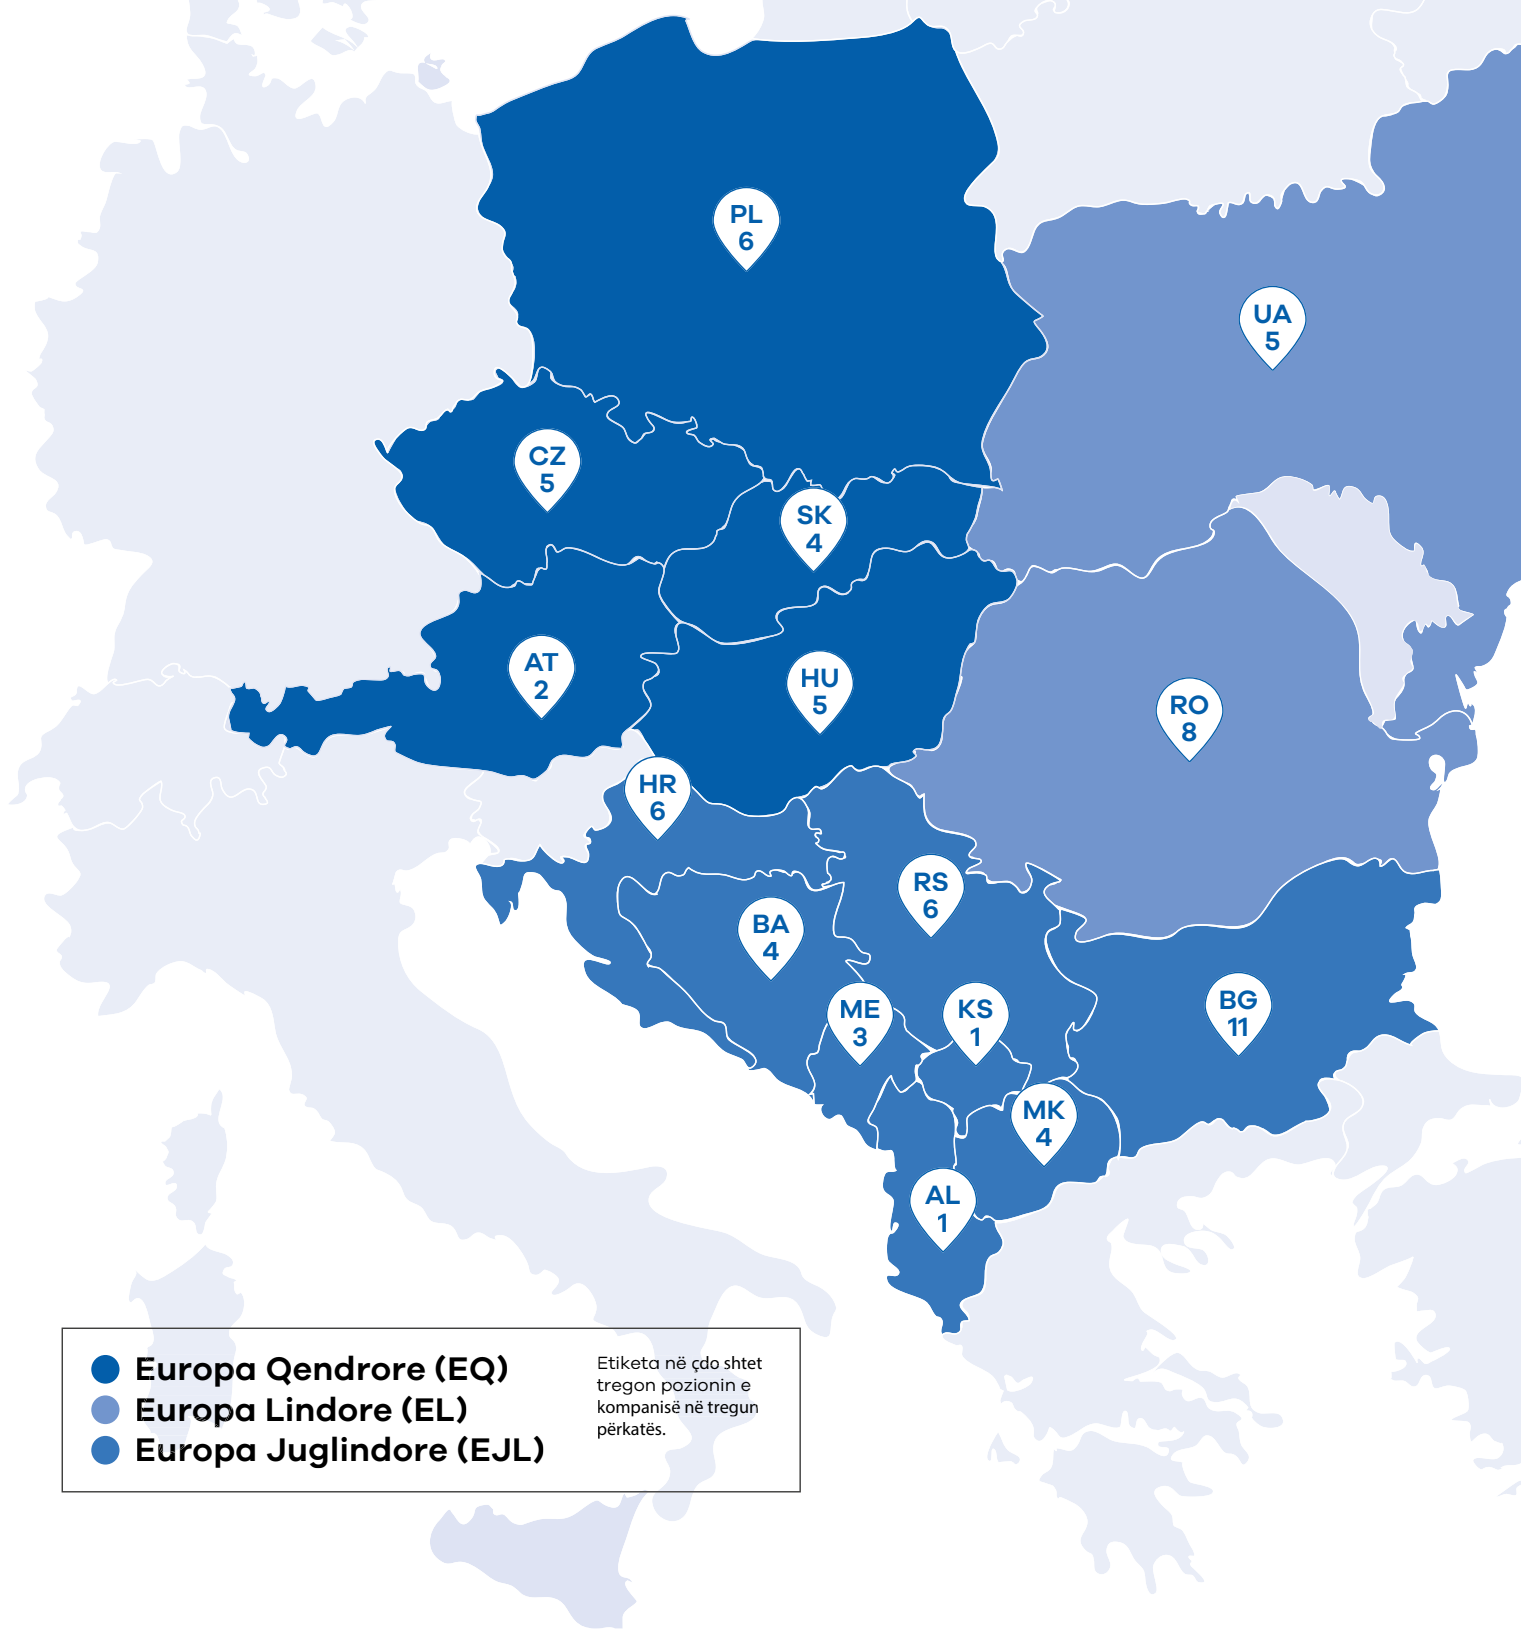 PL
6
UA
5
CZ
5
SK
4
AT
2
HU
5
RO
8
HR
6
RS
6
BA
4
ME
3
KS
1
BG
11
MK
4
AL
1
Europa Qendrore (EQ)
Europa Lindore (EL)
Europa Juglindore (EJL)
Etiketa në çdo shtet
tregon pozionin e
kompanisë në tregun
përkatës.